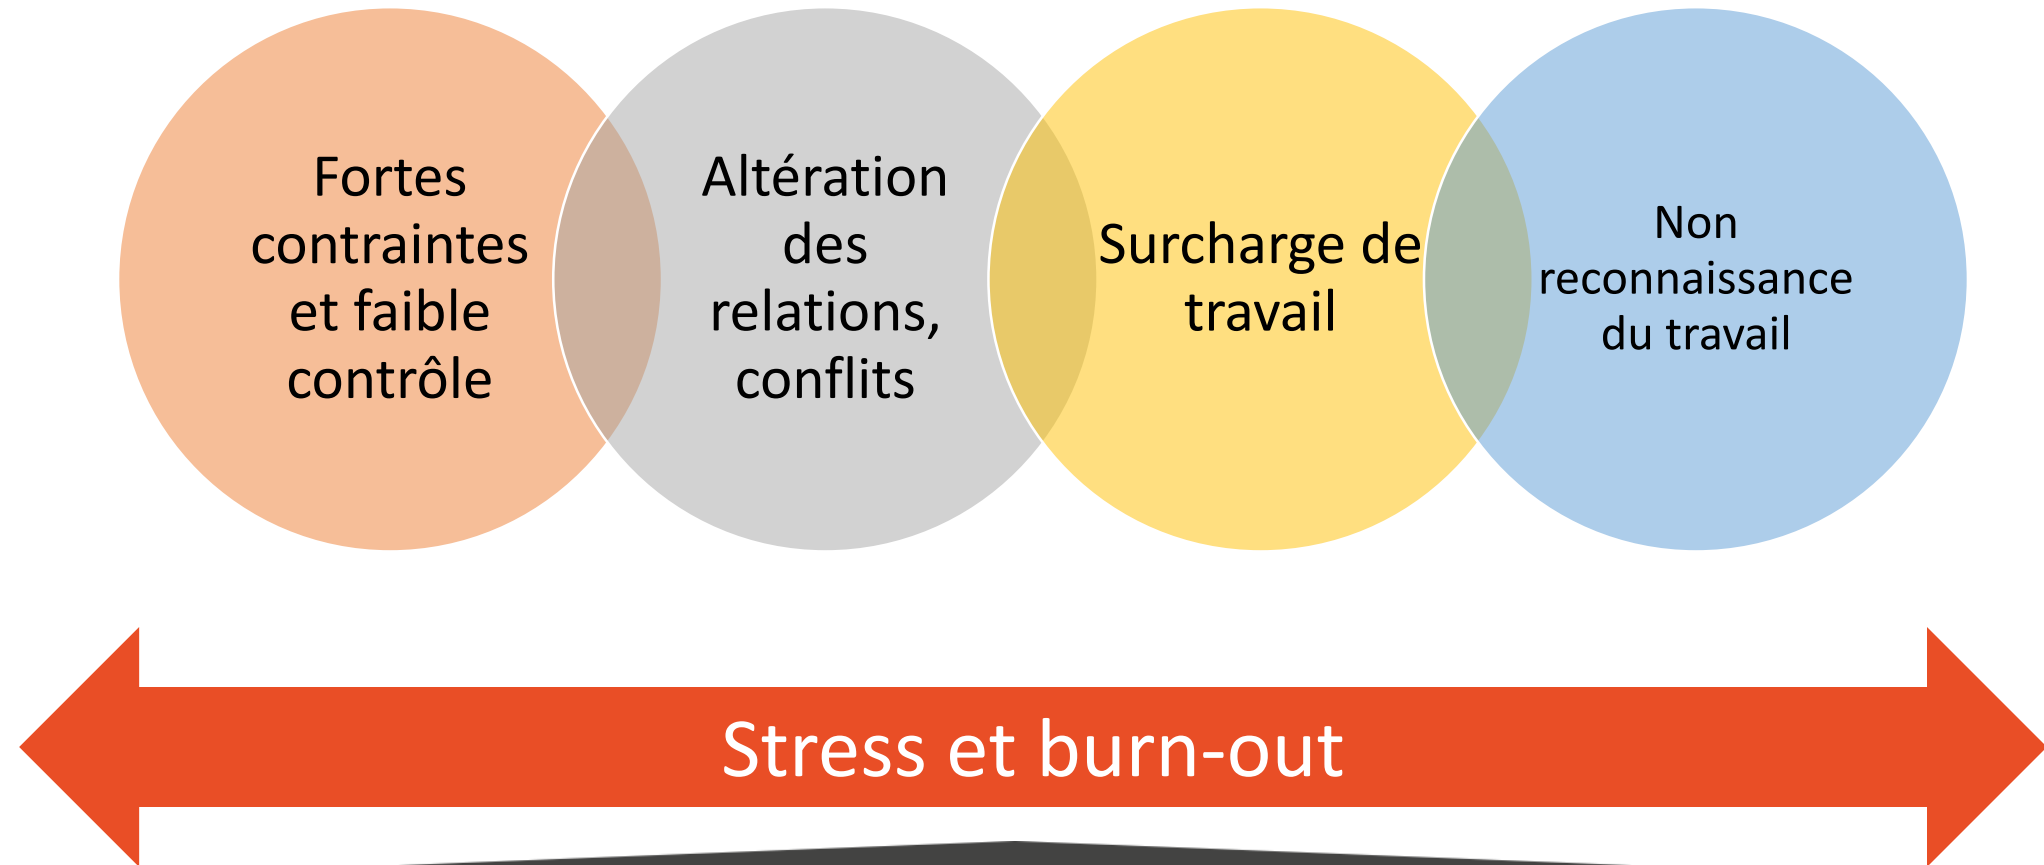 Fortes
contraintes
et faible
contrôle
Altération
des
relations,
conflits
Surcharge de
travail
Non
reconnaissance
du travail
Stress et burn-out